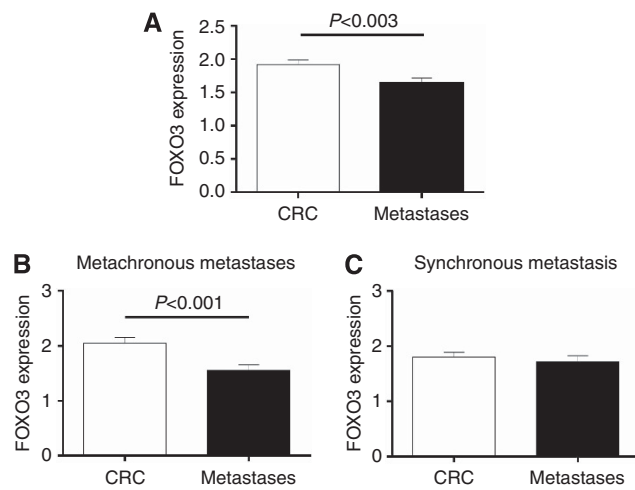 A
P<0.003
2.5
2.0
1.5
1.5
0.5
0.0
FOXO3 expression
CRC
Metastases
B
Metachronous metastases
P<0.001
3
2
1
0
FOXO3 expression
CRC
Metastases
C
Synchronous metastasis
3
2
1
0
FOXO3 expression
CRC
Metastases